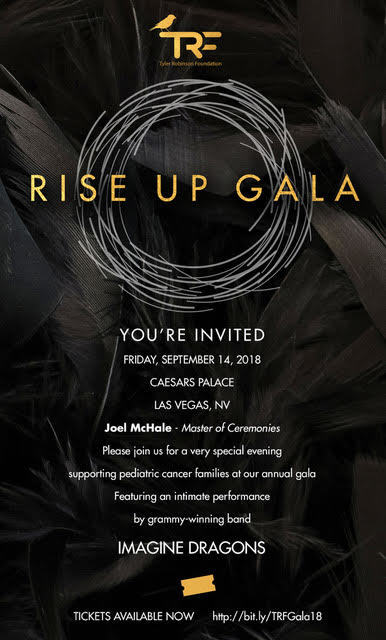 TRF
Tyler Robinson Foundation
RISE UP GALA
YOU'RE INVITED
FRIDAY, SEPTEMBER 14, 2018
CAESARS PALACE
LAS VEGAS, NV
Joel McHale - Master of Ceremonies
Please join us for a very special evening
supporting pediatric cancer families at our annual gala
Featuring an intimate performance
by grammy-winning band
IMAGINE DRAGONS
TICKETS AVAILABLE NOW http://bit.ly/TRFGala18